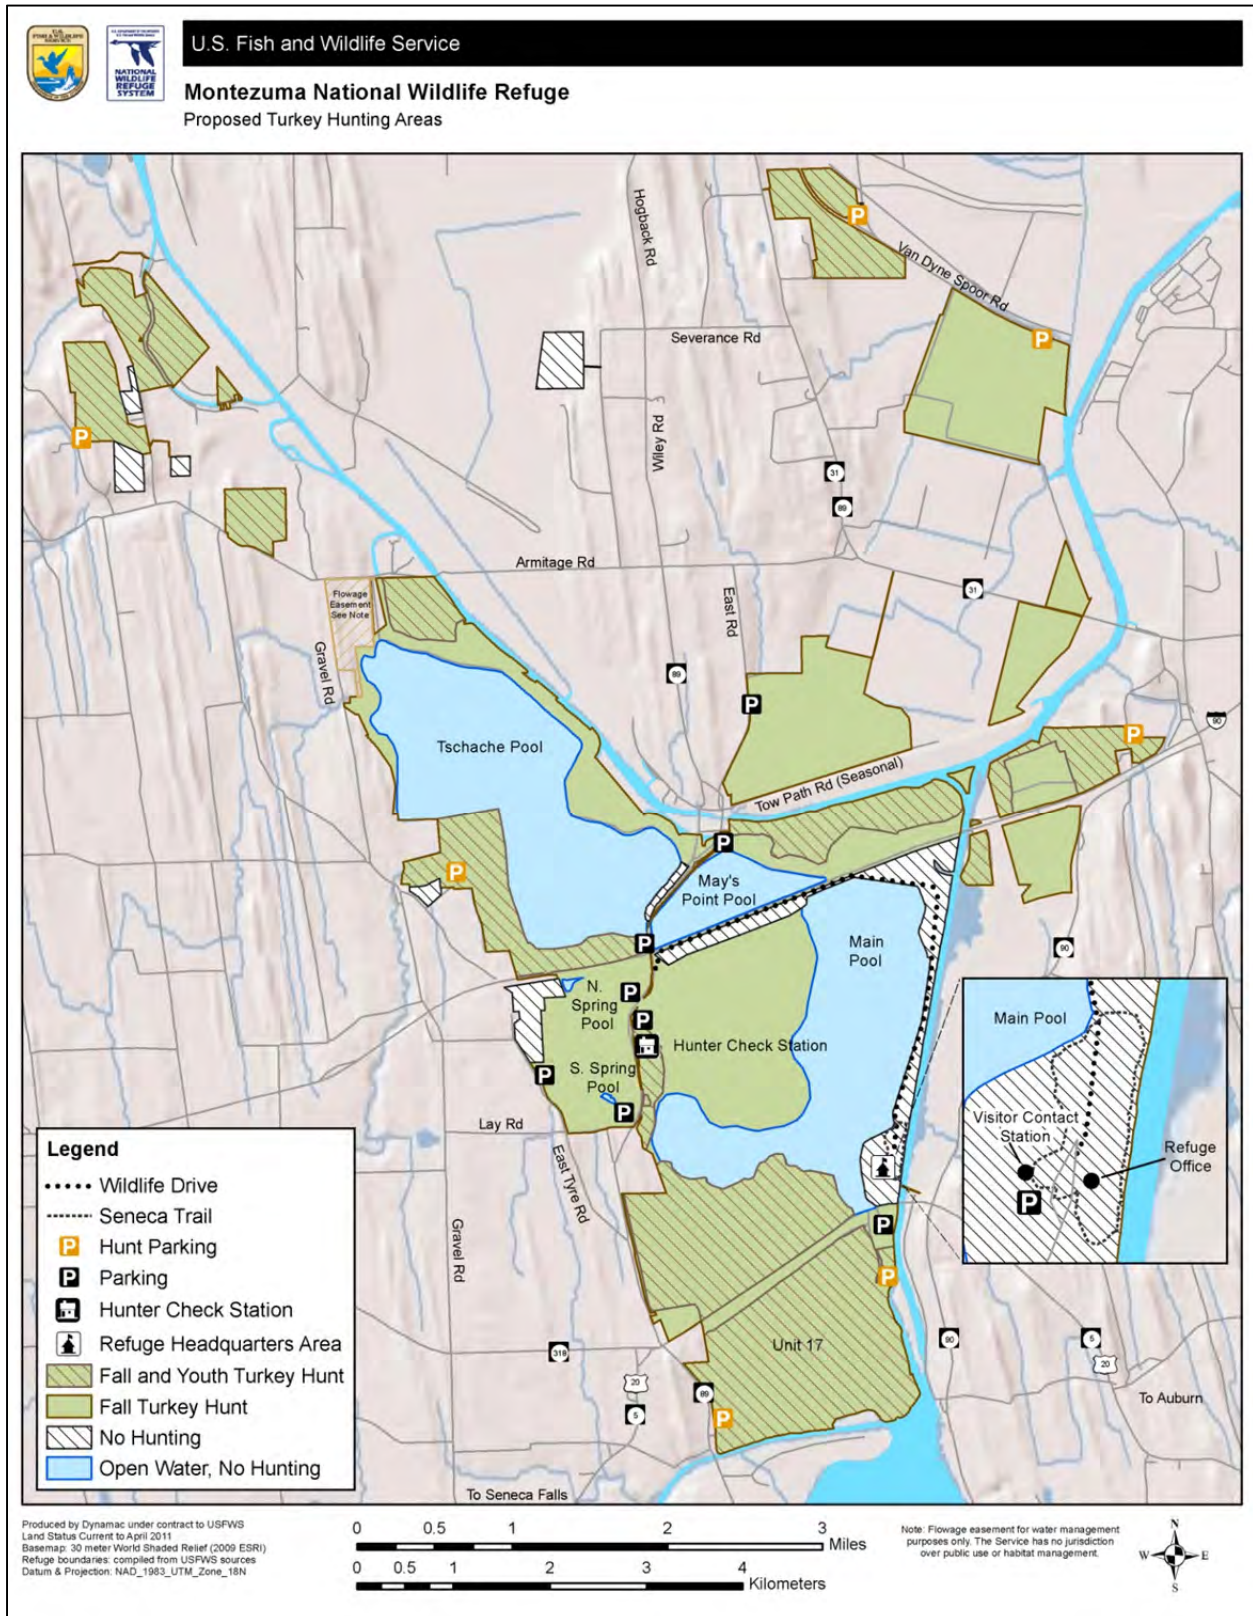 U.S. Fish and Wildlife Service
NATIONAL
WILDLIFE
REFUGE
SYSTEM
Montezuma National Wildlife Refuge
Proposed Turkey Hunting Areas
Hogback Rd
Van Dyne Spoor Rd
Severance Rd
Wiley Rd
31
89
Armitage Rd
31
Flowage
Easement
See Note
East Rd
Gravel Rd
89
90
Tschache Pool
Tow Path Rd (Seasonal)
May's
Point Pool
Main
Pool
90
N.
Spring
Pool
Hunter Check Station
S. Spring
Pool
Main Pool
Visitor Contact
Station
Refuge
Office
Lay Rd
East Tyre Rd
Gravel Rd
Legend
Wildlife Drive
Seneca Trail
P Hunt Parking
P Parking
Hunter Check Station
Refuge Headquarters Area
Fall and Youth Turkey Hunt
Fall Turkey Hunt
No Hunting
Open Water, No Hunting
Unit 17
318
20
5
89
90
5
20
To Auburn
To Seneca Falls
Produced by Dynamac under contract to USFWS
Land Status Current to April 2011
Basemap: 30 meter World Shaded Relief (2009 ESRI)
Refuge boundaries: compiled from USFWS sources
Datum & Projection: NAD_1983_UTM_Zone_18N
0 0.5 1 2 3
Miles
0 0.5 1 2 3 4
Kilometers
Note: Flowage easement for water management
purposes only. The Service has no jurisdiction
over public use or habitat management.
N
W E
S